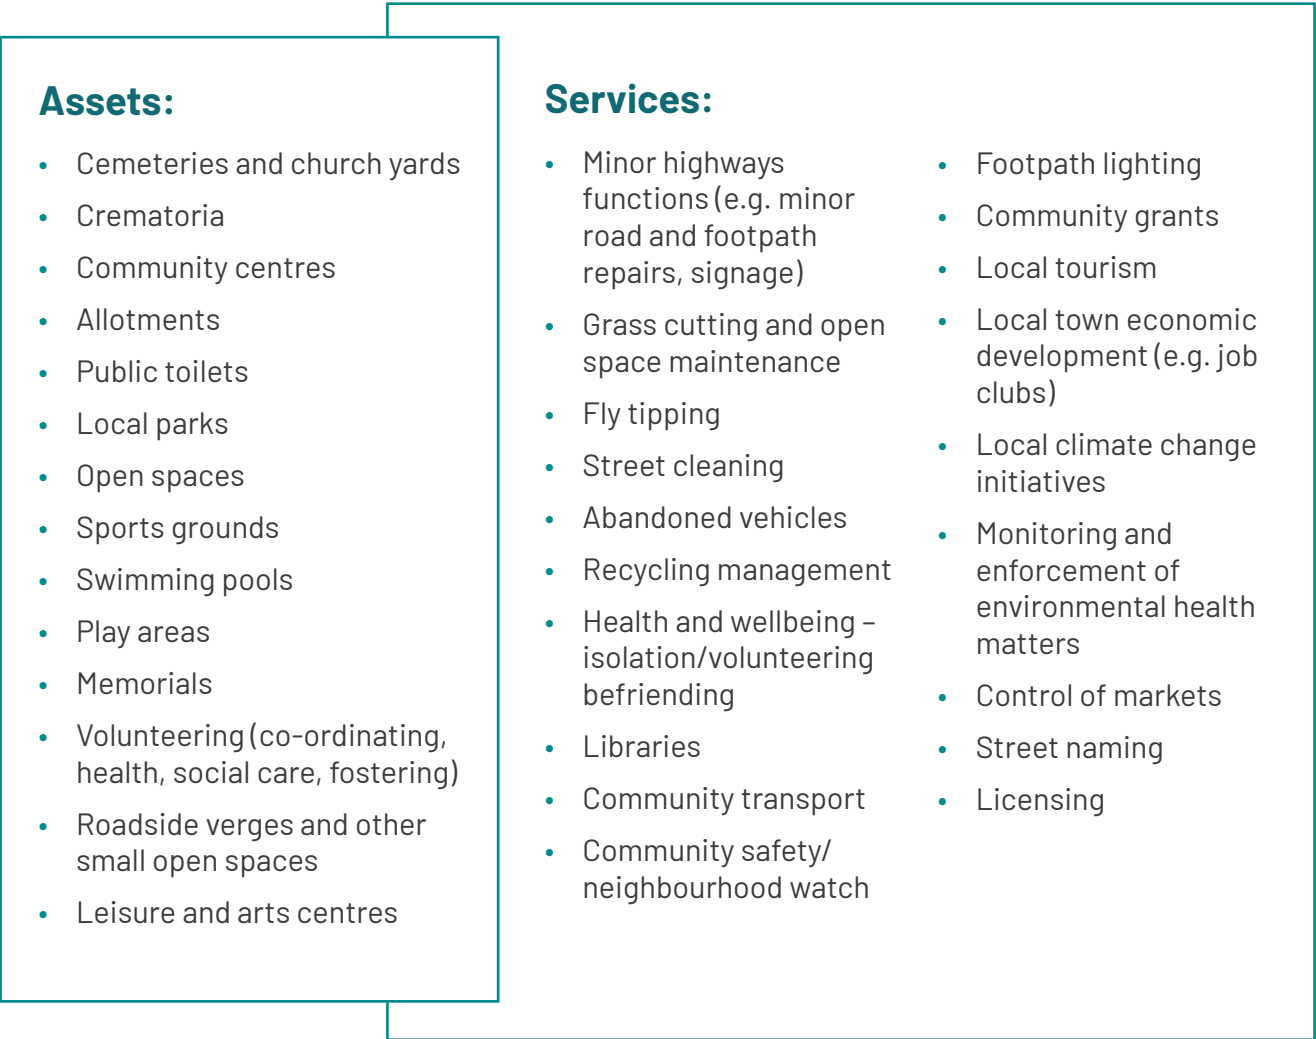 Assets:
• Cemeteries and church yards
• Crematoria
• Community centres
• Allotments
• Public toilets
• Local parks
• Open spaces
• Sports grounds
• Swimming pools
• Play areas
• Memorials
• Volunteering (co-ordinating,
health, social care, fostering)
• Roadside verges and other
small open spaces
• Leisure and arts centres
Services:
• Minor highways
functions (e.g. minor
road and footpath
repairs, signage)
• Grass cutting and open
space maintenance
• Fly tipping
• Street cleaning
• Abandoned vehicles
• Recycling management
• Health and wellbeing –
isolation/volunteering
befriending
• Libraries
• Community transport
• Community safety/
neighbourhood watch
• Footpath lighting
• Community grants
• Local tourism
• Local town economic
development (e.g. job
clubs)
• Local climate change
initiatives
• Monitoring and
enforcement of
environmental health
matters
• Control of markets
• Street naming
• Licensing